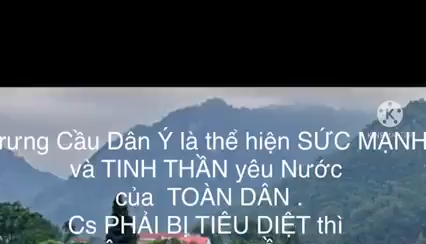 rưng Cầu Dân Ý là thể hiện SỨC MẠNH
và TINH THẦN yêu Nước
của TOÀN DÂN .
Cs PHẢI BỊ TIÊU DIỆT thì